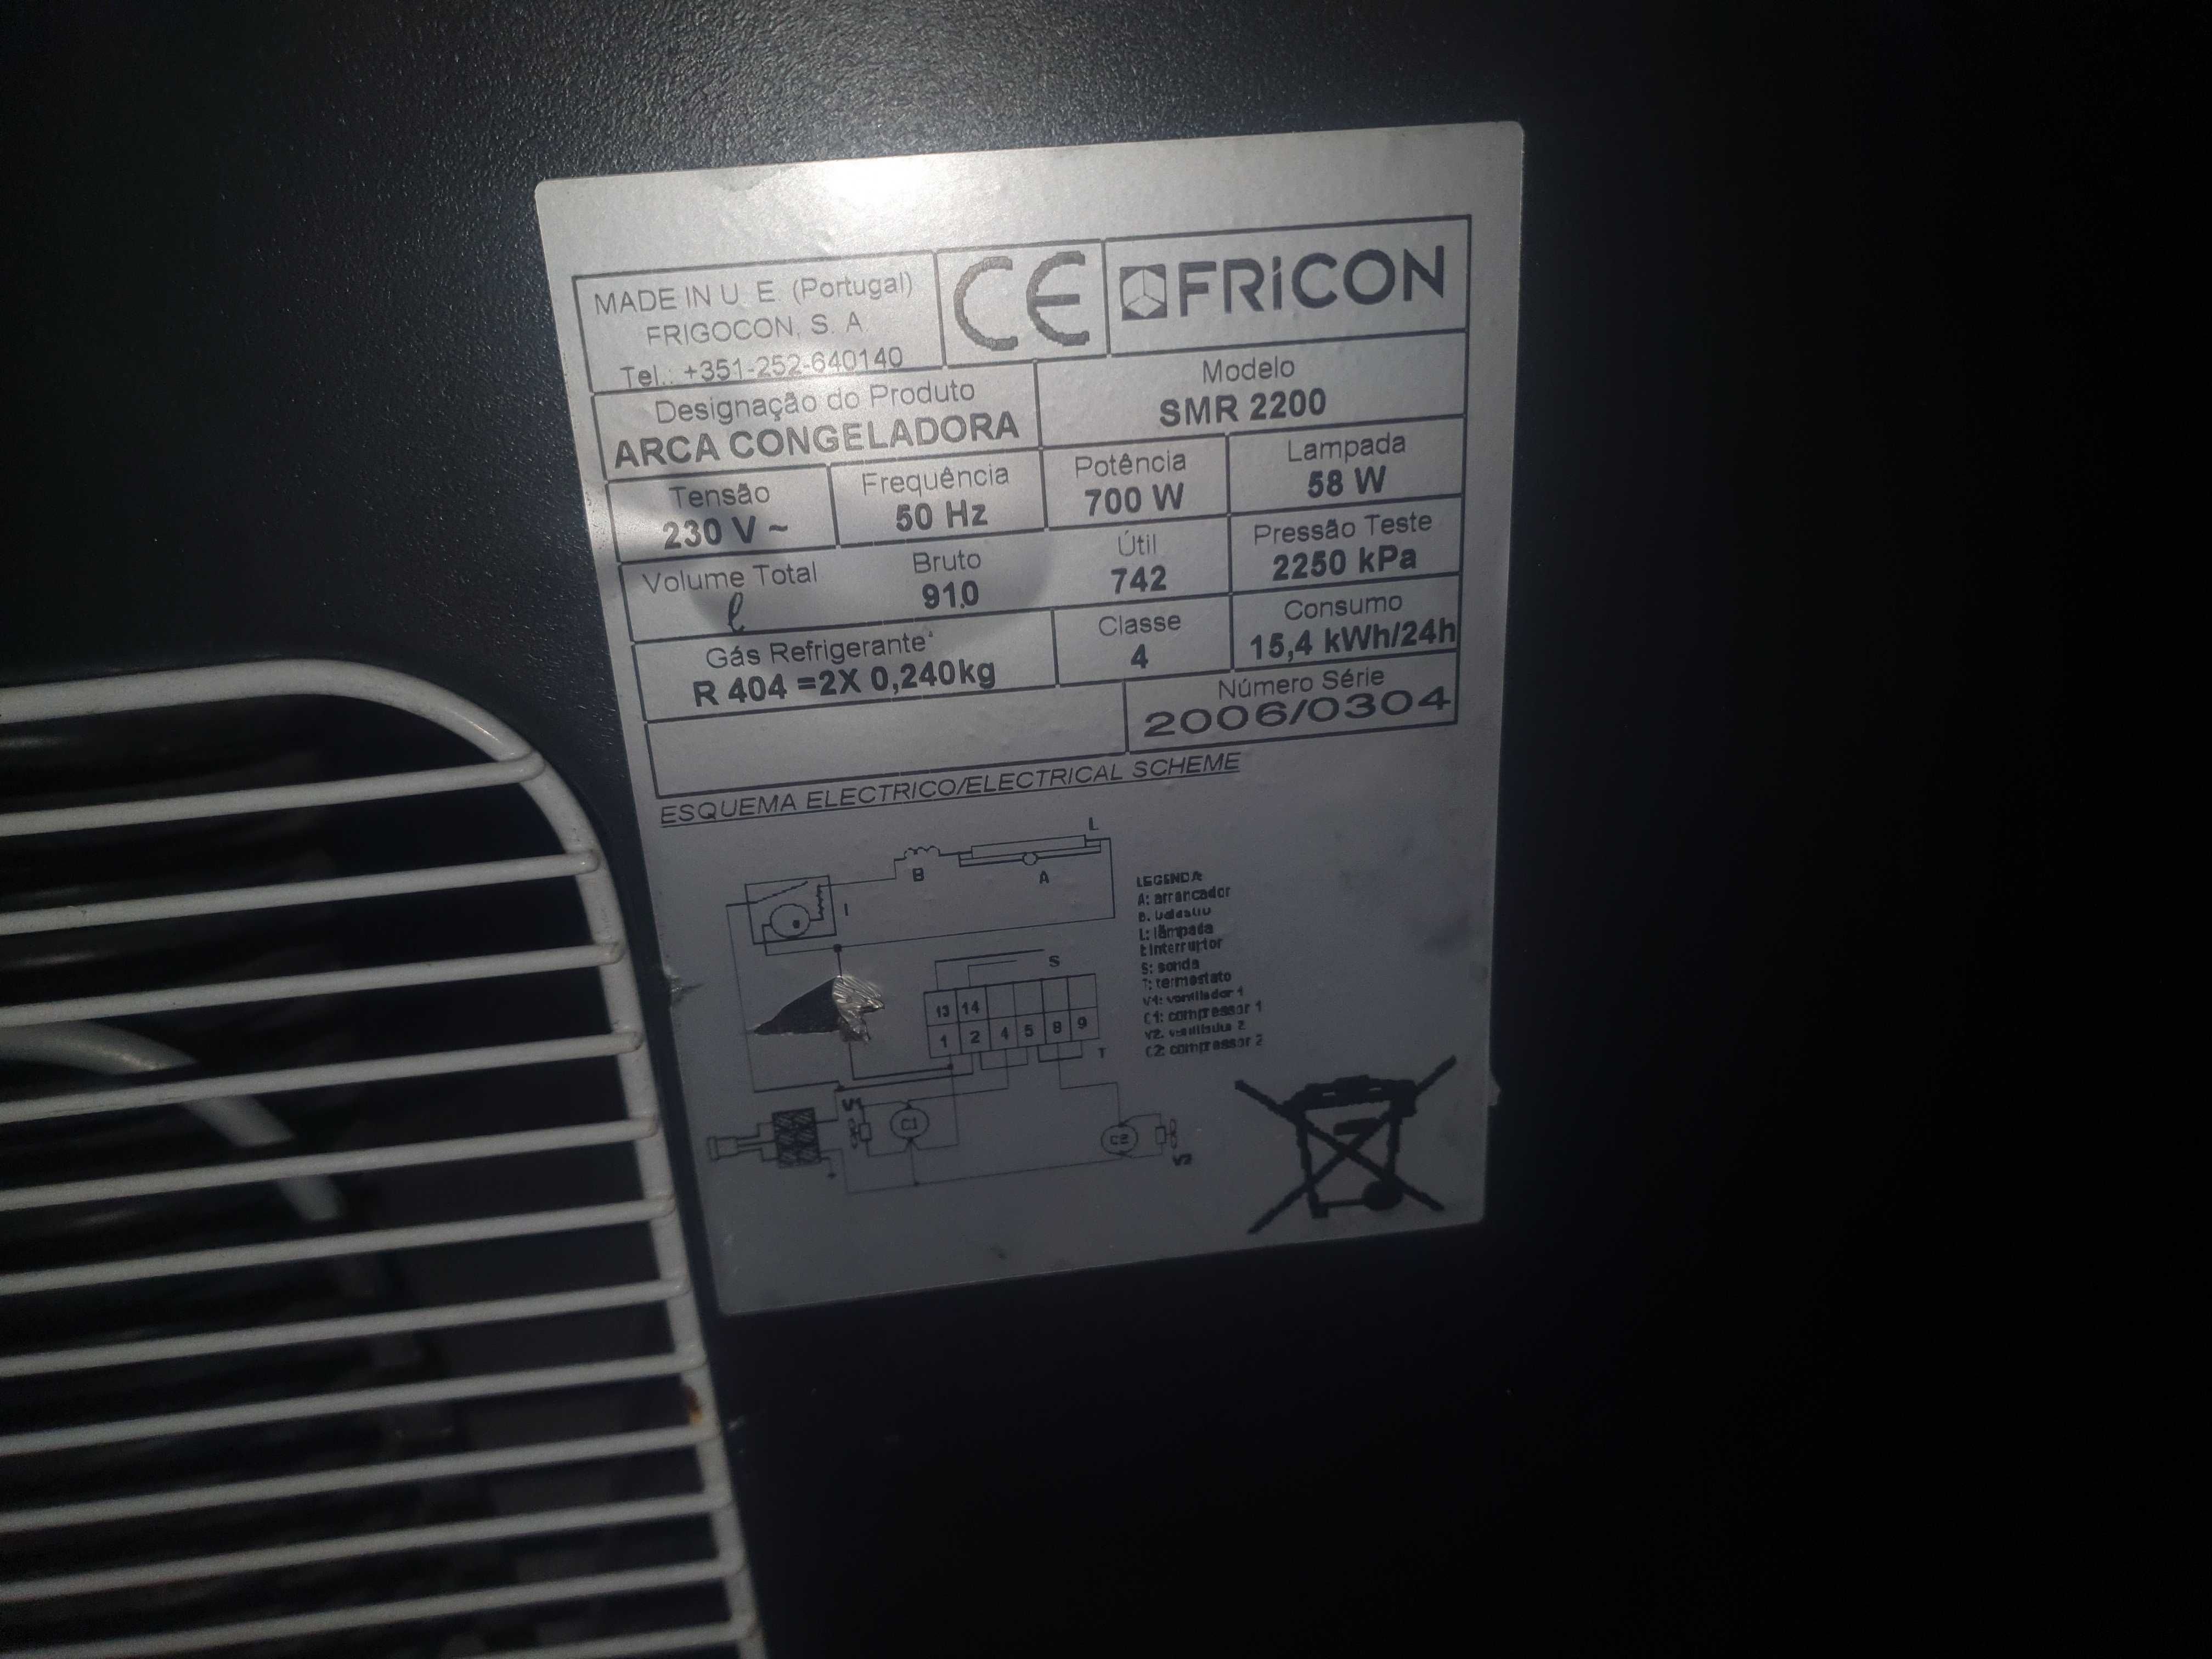 MADE IN U. E. (Portugal)
FRIGOCON, S. A.
Tel.: +351-252-640140
CE
FRiCON
Designação do Produto
ARCA CONGELADORA
Modelo
SMR 2200
Tensão
230 V ~
Frequência
50 Hz
Potência
700 W
Lampada
58 W
Volume Total
ℓ
Bruto
910
Útil
742
Pressão Teste
2250 kPa
Gás Refrigerante
R 404 =2X 0,240kg
Classe
4
Consumo
15,4 kWh/24h
Número Série
2006/0304
ESQUEMA ELECTRICO/ELECTRICAL SCHEME
L
B
A
I
S
13 14
1 2 4 5 8 9
T
V1
C1
C2
V2
LEGENDA:
A: arrancador
B: balastro
L: lâmpada
I: interruptor
S: sonda
T: termostato
V1: ventilador 1
C1: compressor 1
V2: ventilador 2
C2: compressor 2